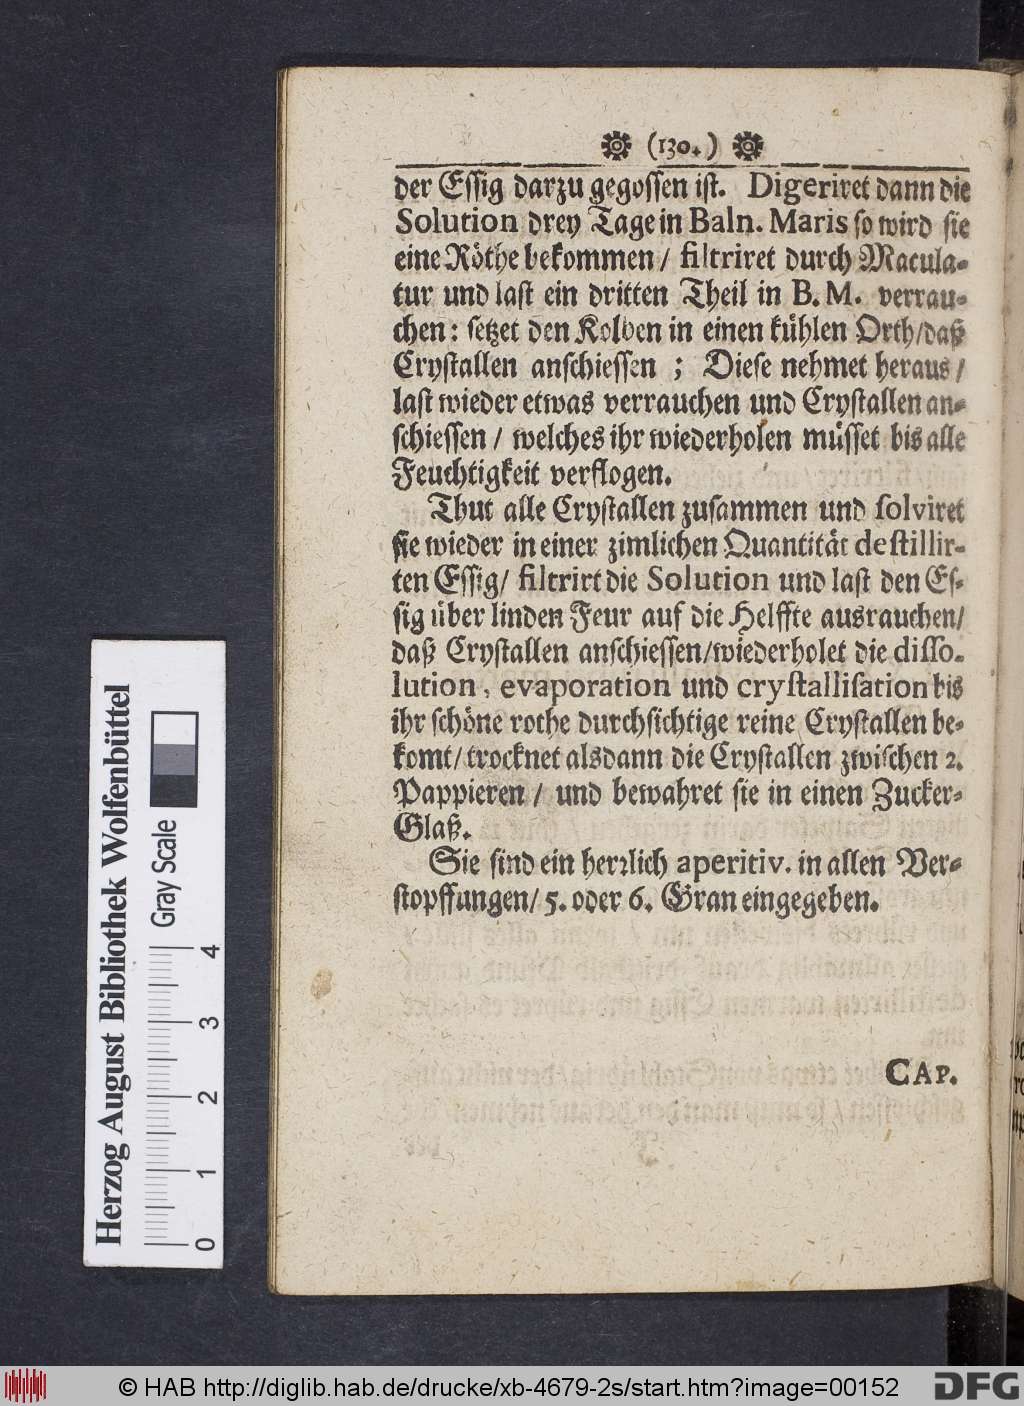 (130.)
der Eſſig darzu gegoſſen iſt. Digeriret dann die
Solution drey Tage in Baln. Maris ſo wird ſie
eine Röthe bekommen / filtriret durch Macula-
tur und laſt ein dritten Theil in B. M. verrau-
chen: ſetzet den Kolben in einen kühlen Orth/daß
Cryſtallen anſchieſſen ; Dieſe nehmet heraus /
laſt wieder etwas verrauchen und Cryſtallen an-
ſchieſſen / welches ihr wiederholen müſſet bis alle
Feuchtigkeit verflogen.
Thut alle Cryſtallen zuſammen und ſolviret
ſie wieder in einer zimlichen Quantität deſtillir-
ten Eſſig/ filtrirt die Solution und laſt den Eſ-
ſig über linden Feur auf die Helffte ausrauchen/
daß Cryſtallen anſchieſſen/wiederholet die diſſo-
lution, evaporation und cryſtalliſation bis
ihr ſchöne rothe durchſichtige reine Cryſtallen be-
komt/ trocknet alsdann die Cryſtallen zwiſchen 2.
Pappieren / und bewahret ſie in einen Zucker-
Glaß.
Sie ſind ein herꝛlich aperitiv. in allen Ver-
ſtopffungen/ 5. oder 6. Gran eingegeben.
CAP.
Herzog August Bibliothek Wolfenbüttel
Gray Scale
0 1 2 3 4
© HAB http://diglib.hab.de/drucke/xb-4679-2s/start.htm?image=00152
DFG